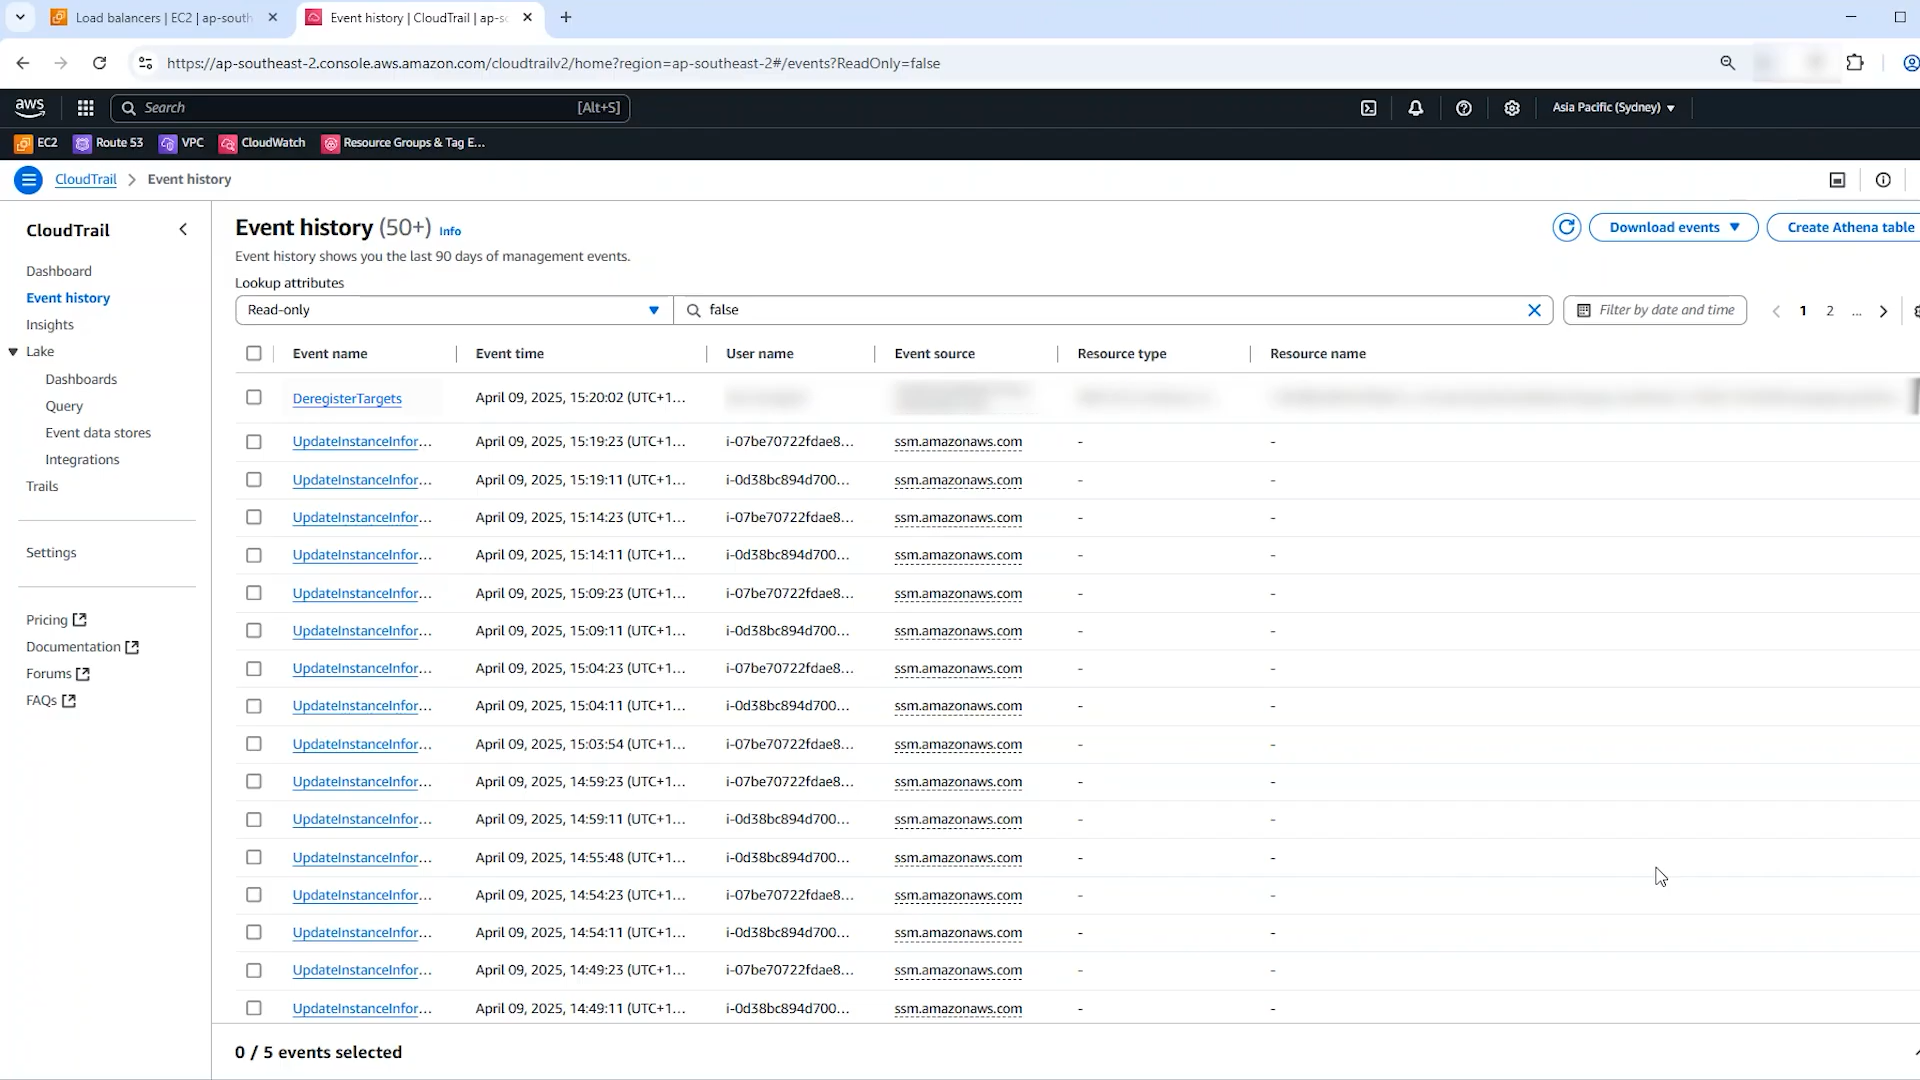 Load balancers | EC2 | ap-south
Event history | CloudTrail | ap-so
https://ap-southeast-2.console.aws.amazon.com/cloudtrailv2/home?region=ap-southeast-2#/events?ReadOnly=false
aws
Search
[Alt+S]
Asia Pacific (Sydney)
EC2
Route 53
VPC
CloudWatch
Resource Groups & Tag E...
CloudTrail
Event history
CloudTrail
Dashboard
Event history
Insights
Lake
Dashboards
Query
Event data stores
Integrations
Trails
Settings
Pricing
Documentation
Forums
FAQs
Event history (50+) Info
Event history shows you the last 90 days of management events.
Download events
Create Athena table
Lookup attributes
Read-only
false
Filter by date and time
1 2 ...
Event name Event time User name Event source Resource type Resource name
DeregisterTargets April 09, 2025, 15:20:02 (UTC+1...
UpdateInstanceInfor... April 09, 2025, 15:19:23 (UTC+1... i-07be70722fdae8... ssm.amazonaws.com - -
UpdateInstanceInfor... April 09, 2025, 15:19:11 (UTC+1... i-0d38bc894d700... ssm.amazonaws.com - -
UpdateInstanceInfor... April 09, 2025, 15:14:23 (UTC+1... i-07be70722fdae8... ssm.amazonaws.com - -
UpdateInstanceInfor... April 09, 2025, 15:14:11 (UTC+1... i-0d38bc894d700... ssm.amazonaws.com - -
UpdateInstanceInfor... April 09, 2025, 15:09:23 (UTC+1... i-07be70722fdae8... ssm.amazonaws.com - -
UpdateInstanceInfor... April 09, 2025, 15:09:11 (UTC+1... i-0d38bc894d700... ssm.amazonaws.com - -
UpdateInstanceInfor... April 09, 2025, 15:04:23 (UTC+1... i-07be70722fdae8... ssm.amazonaws.com - -
UpdateInstanceInfor... April 09, 2025, 15:04:11 (UTC+1... i-0d38bc894d700... ssm.amazonaws.com - -
UpdateInstanceInfor... April 09, 2025, 15:03:54 (UTC+1... i-07be70722fdae8... ssm.amazonaws.com - -
UpdateInstanceInfor... April 09, 2025, 14:59:23 (UTC+1... i-07be70722fdae8... ssm.amazonaws.com - -
UpdateInstanceInfor... April 09, 2025, 14:59:11 (UTC+1... i-0d38bc894d700... ssm.amazonaws.com - -
UpdateInstanceInfor... April 09, 2025, 14:55:48 (UTC+1... i-0d38bc894d700... ssm.amazonaws.com - -
UpdateInstanceInfor... April 09, 2025, 14:54:23 (UTC+1... i-07be70722fdae8... ssm.amazonaws.com - -
UpdateInstanceInfor... April 09, 2025, 14:54:11 (UTC+1... i-0d38bc894d700... ssm.amazonaws.com - -
UpdateInstanceInfor... April 09, 2025, 14:49:23 (UTC+1... i-07be70722fdae8... ssm.amazonaws.com - -
UpdateInstanceInfor... April 09, 2025, 14:49:11 (UTC+1... i-0d38bc894d700... ssm.amazonaws.com - -
0 / 5 events selected